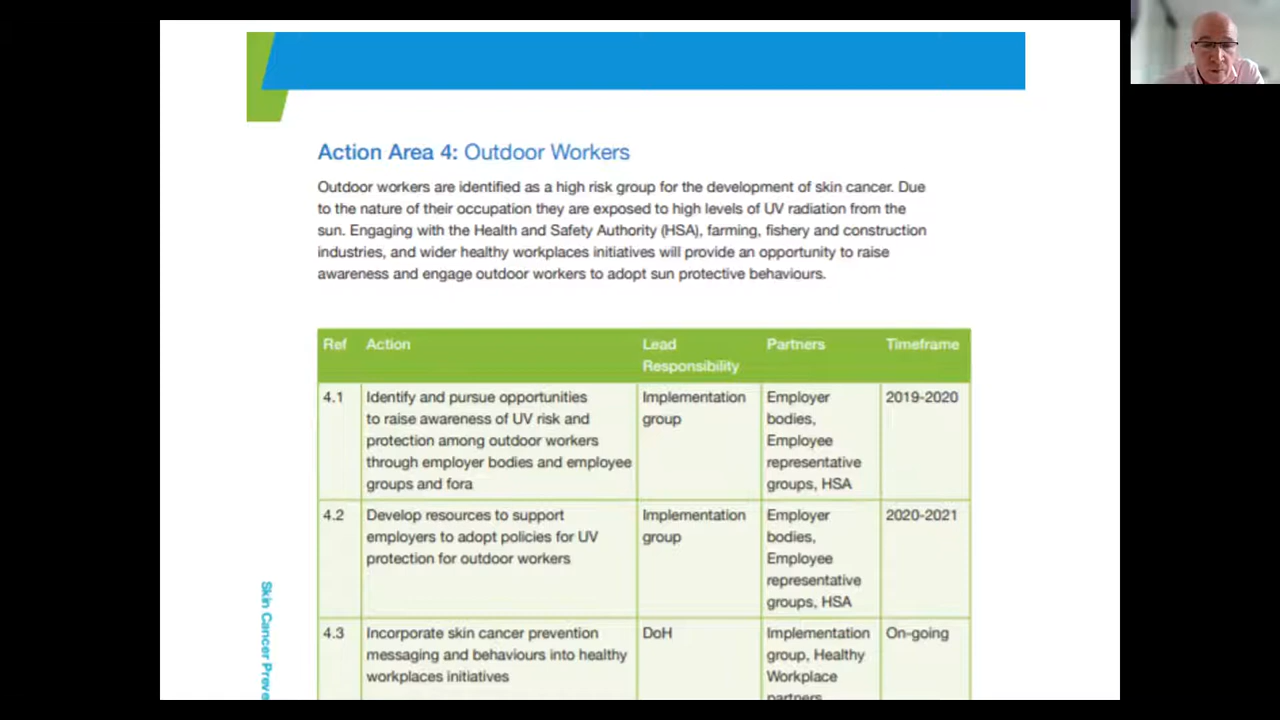 Action Area 4: Outdoor Workers
Outdoor workers are identified as a high risk group for the development of skin cancer. Due
to the nature of their occupation they are exposed to high levels of UV radiation from the
sun. Engaging with the Health and Safety Authority (HSA), farming, fishery and construction
industries, and wider healthy workplaces initiatives will provide an opportunity to raise
awareness and engage outdoor workers to adopt sun protective behaviours.
Ref Action Lead Responsibility Partners Timeframe
4.1
Identify and pursue opportunities
to raise awareness of UV risk and
protection among outdoor workers
through employer bodies and employee
groups and fora
Implementation
group
Employer
bodies,
Employee
representative
groups, HSA
2019-2020
4.2
Develop resources to support
employers to adopt policies for UV
protection for outdoor workers
Implementation
group
Employer
bodies,
Employee
representative
groups, HSA
2020-2021
4.3
Incorporate skin cancer prevention
messaging and behaviours into healthy
workplaces initiatives
DoH
Implementation
group, Healthy
Workplace
partners
On-going
Skin Cancer Preve